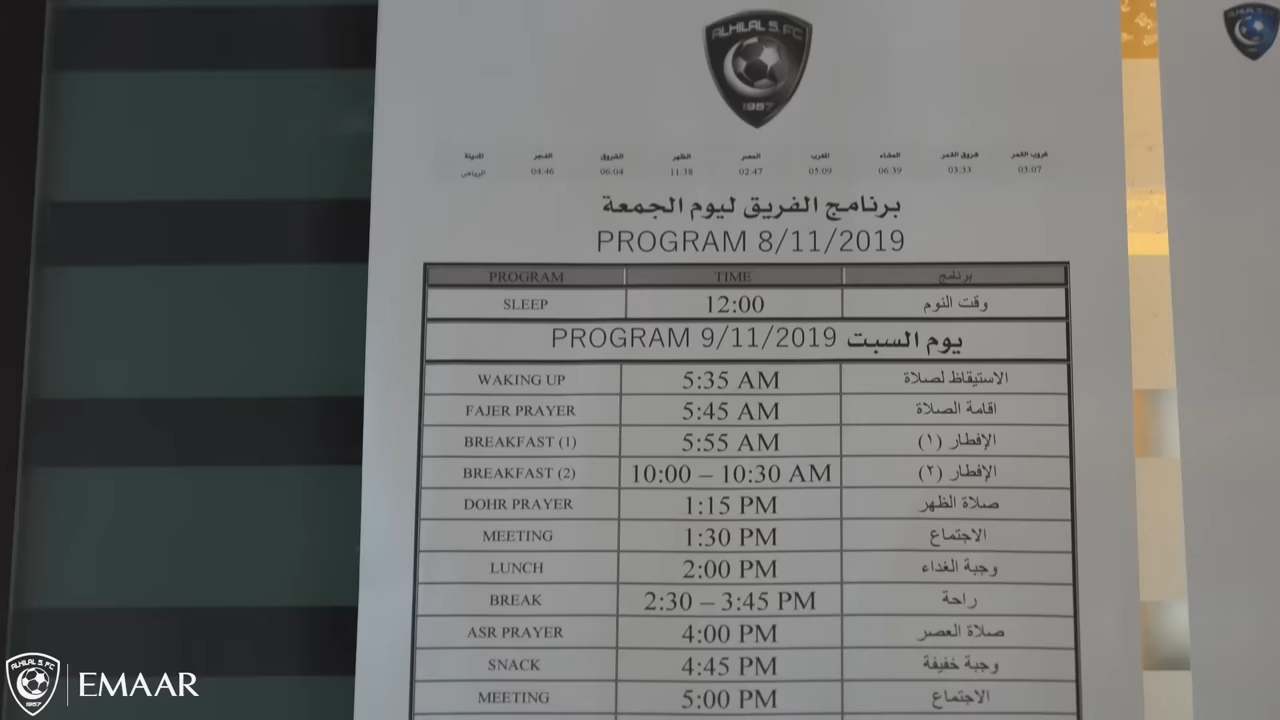 ALHILAL S. FC
1957
المدينة الفجر الشروق الظهر العصر المغرب العشاء شروق القمر غروب القمر
الرياض 04:46 06:04 11:38 02:47 05:09 06:39 03:33 03:07
برنامج الفريق ليوم الجمعة
PROGRAM 8/11/2019
PROGRAM TIME برنامج
SLEEP 12:00 وقت النوم
PROGRAM 9/11/2019 يوم السبت
WAKING UP 5:35 AM الاستيقاظ لصلاة
FAJER PRAYER 5:45 AM اقامة الصلاة
BREAKFAST (1) 5:55 AM الإفطار (١)
BREAKFAST (2) 10:00 – 10:30 AM الإفطار (٢)
DOHR PRAYER 1:15 PM صلاة الظهر
MEETING 1:30 PM الاجتماع
LUNCH 2:00 PM وجبة الغداء
BREAK 2:30 – 3:45 PM راحة
ASR PRAYER 4:00 PM صلاة العصر
SNACK 4:45 PM وجبة خفيفة
MEETING 5:00 PM الاجتماع
ALHILAL S. FC
1957
EMAAR